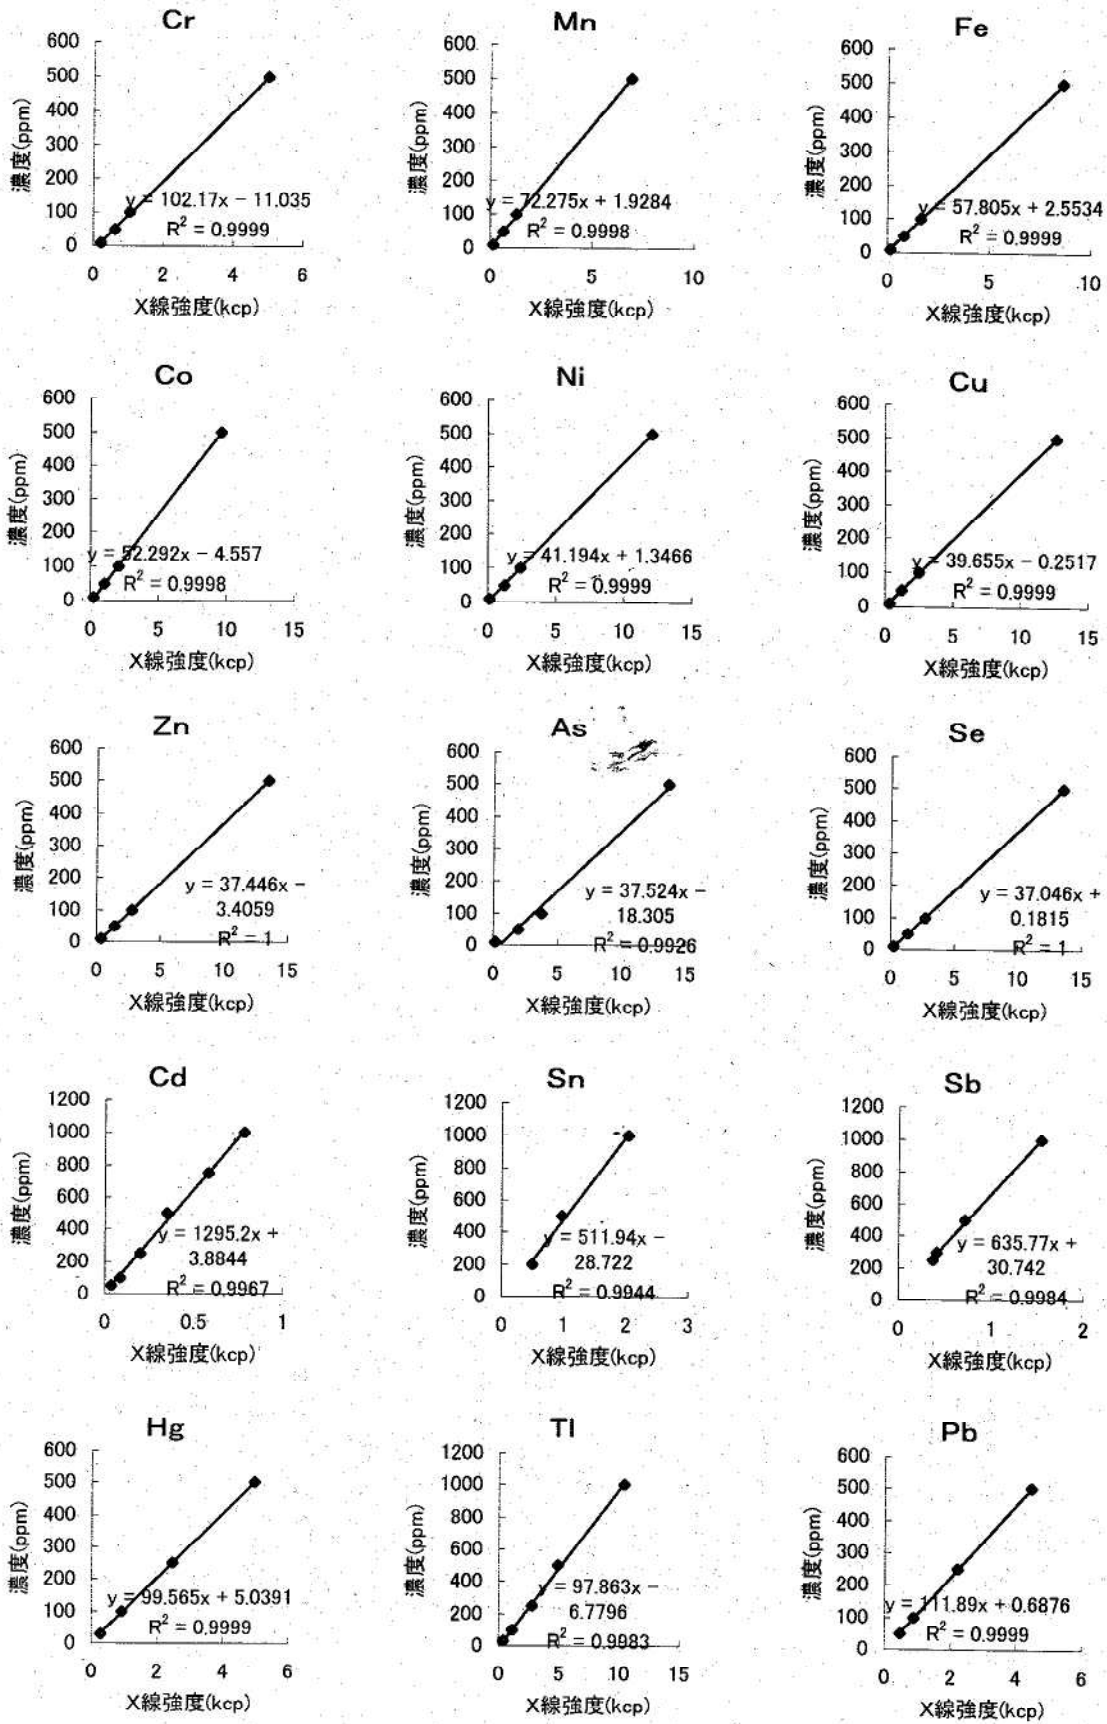 Cr
600
500
400
300
200
100
0
濃度(ppm)
y = 102.17x − 11.035
R² = 0.9999
0 2 4 6
X線強度(kcp)
Mn
600
500
400
300
200
100
0
濃度(ppm)
y = 72.275x + 1.9284
R² = 0.9998
0 5 10
X線強度(kcp)
Fe
600
500
400
300
200
100
0
濃度(ppm)
y = 57.805x + 2.5534
R² = 0.9999
0 5 10
X線強度(kcp)
Co
600
500
400
300
200
100
0
濃度(ppm)
y = 52.292x − 4.557
R² = 0.9998
0 5 10 15
X線強度(kcp)
Ni
600
500
400
300
200
100
0
濃度(ppm)
y = 41.194x + 1.3466
R² = 0.9999
0 5 10 15
X線強度(kcp)
Cu
600
500
400
300
200
100
0
濃度(ppm)
y = 39.655x − 0.2517
R² = 0.9999
0 5 10 15
X線強度(kcp)
Zn
600
500
400
300
200
100
0
濃度(ppm)
y = 37.446x −
3.4059
R² = 1
0 5 10 15
X線強度(kcp)
As
600
500
400
300
200
100
0
濃度(ppm)
y = 37.524x −
18.305
R² = 0.9926
0 5 10 15
X線強度(kcp)
Se
600
500
400
300
200
100
0
濃度(ppm)
y = 37.046x +
0.1815
R² = 1
0 5 10 15
X線強度(kcp)
Cd
1200
1000
800
600
400
200
0
濃度(ppm)
y = 1295.2x +
3.8844
R² = 0.9967
0 0.5 1
X線強度(kcp)
Sn
1200
1000
800
600
400
200
0
濃度(ppm)
y = 511.94x −
28.722
R² = 0.9944
0 1 2 3
X線強度(kcp)
Sb
1200
1000
800
600
400
200
0
濃度(ppm)
y = 635.77x +
30.742
R² = 0.9984
0 1 2
X線強度(kcp)
Hg
600
500
400
300
200
100
0
濃度(ppm)
y = 99.565x + 5.0391
R² = 0.9999
0 2 4 6
X線強度(kcp)
Tl
1200
1000
800
600
400
200
0
濃度(ppm)
y = 97.863x −
6.7796
R² = 0.9983
0 5 10 15
X線強度(kcp)
Pb
600
500
400
300
200
100
0
濃度(ppm)
y = 111.89x + 0.6876
R² = 0.9999
0 2 4 6
X線強度(kcp)